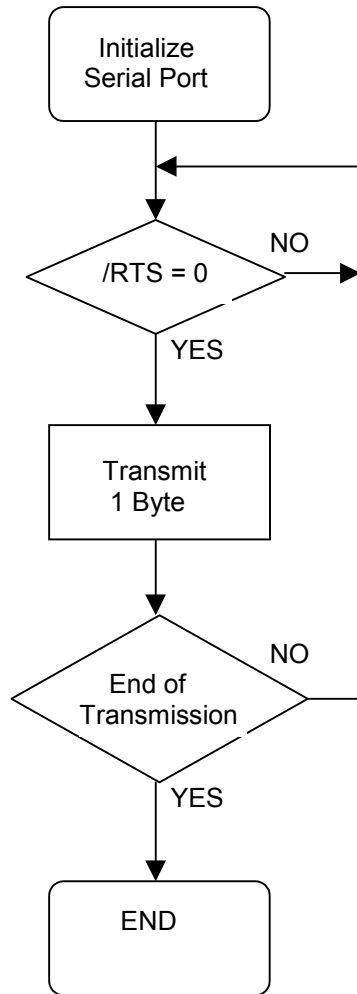 Initialize
Serial Port
NO
/RTS = 0
YES
Transmit
1 Byte
NO
End of
Transmission
YES
END